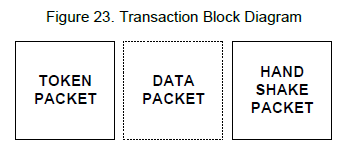 Figure 23. Transaction Block Diagram
TOKEN
PACKET
DATA
PACKET
HAND
SHAKE
PACKET